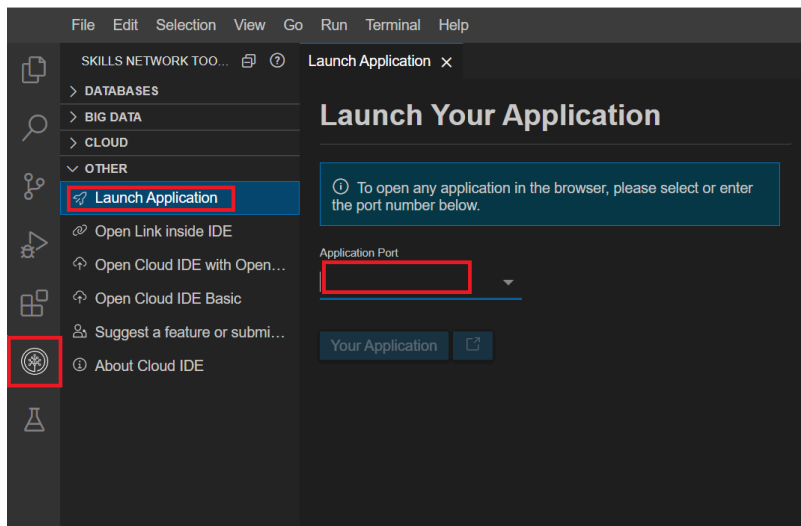 File Edit Selection View Go Run Terminal Help
SKILLS NETWORK TOO...
DATABASES
BIG DATA
CLOUD
OTHER
Launch Application
Open Link inside IDE
Open Cloud IDE with Open...
Open Cloud IDE Basic
Suggest a feature or submi...
About Cloud IDE
Launch Application
Launch Your Application
To open any application in the browser, please select or enter
the port number below.
Application Port
Your Application